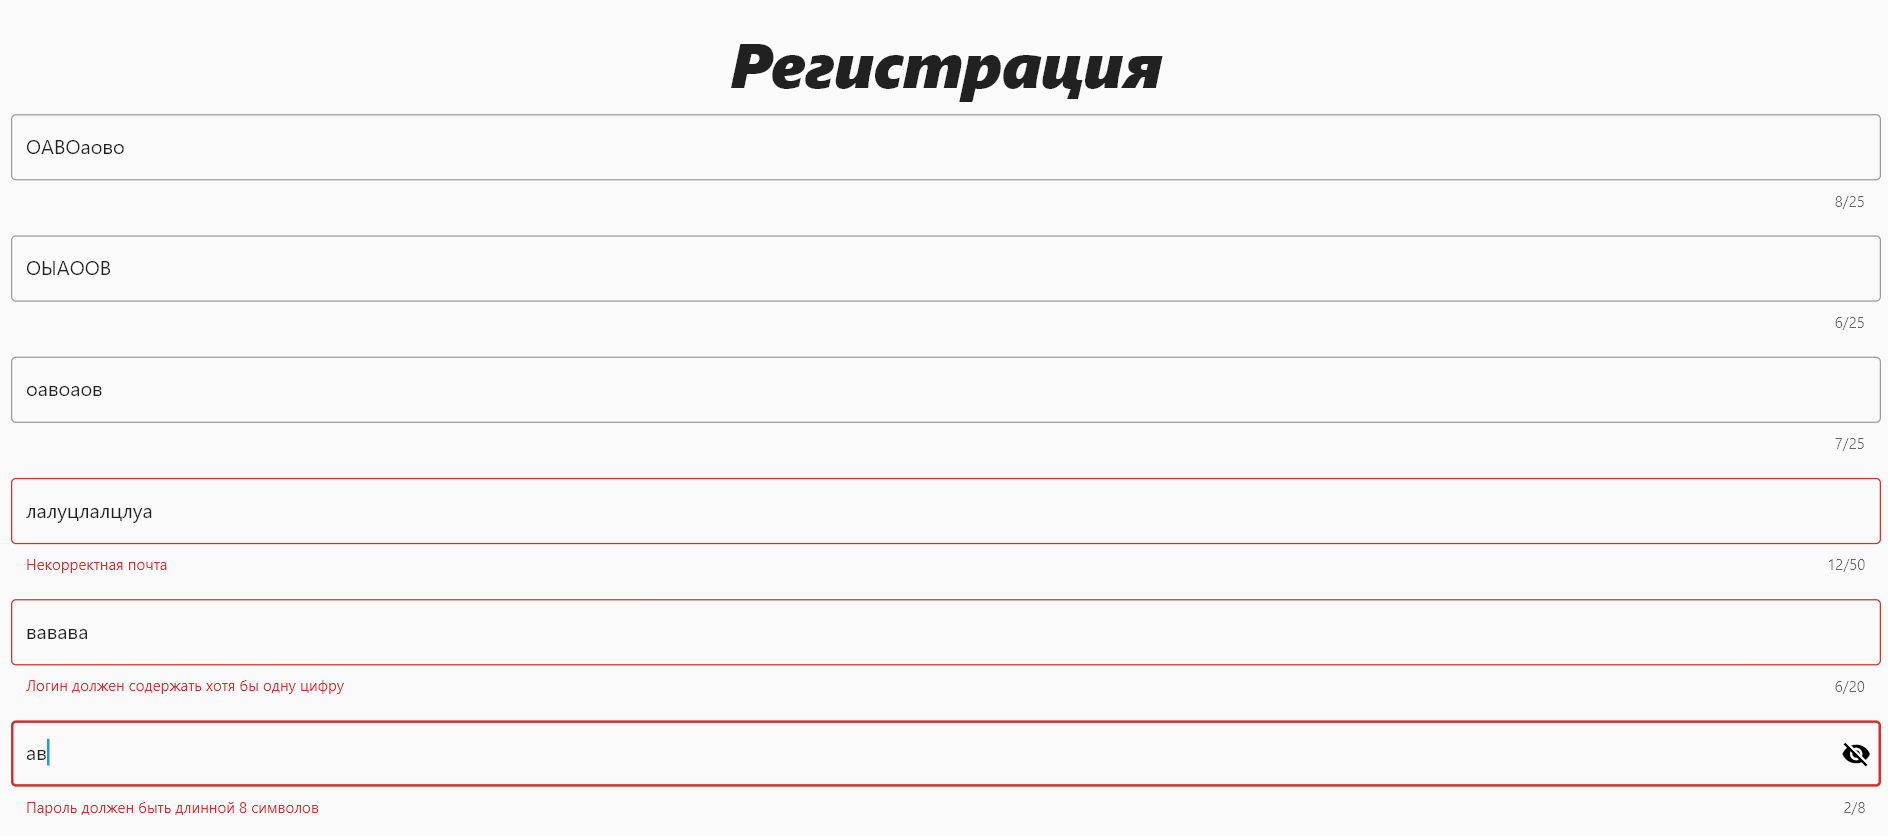 Регистрация
ОАВОаово
8/25
ОЫАООВ
6/25
оавоаов
7/25
лалуцлалцлуа
Некорректная почта
12/50
вавава
Логин должен содержать хотя бы одну цифру
6/20
ав
Пароль должен быть длинной 8 символов
2/8